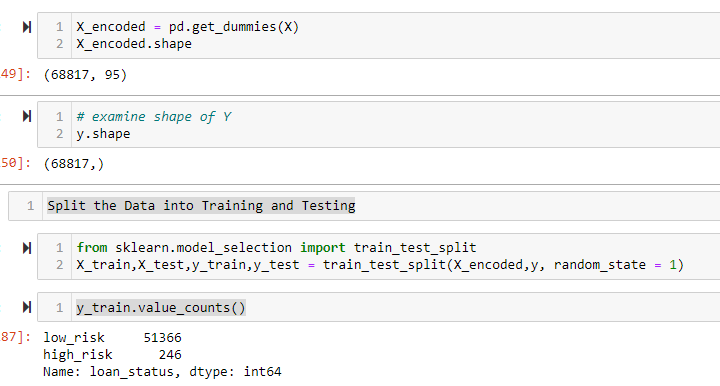 1 X_encoded = pd.get_dummies(X)
2 X_encoded.shape
49]: (68817, 95)
1 # examine shape of Y
2 y.shape
50]: (68817,)
1 Split the Data into Training and Testing
1 from sklearn.model_selection import train_test_split
2 X_train,X_test,y_train,y_test = train_test_split(X_encoded,y, random_state = 1)
1 y_train.value_counts()
87]: low_risk     51366
high_risk      246
Name: loan_status, dtype: int64